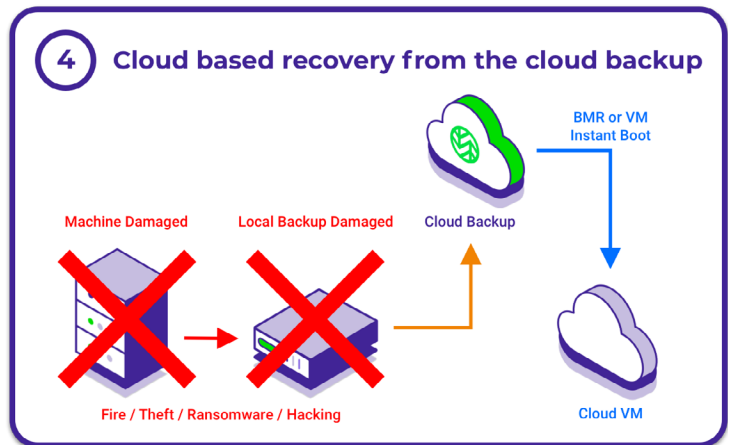 4
Cloud based recovery from the cloud backup
BMR or VM
Instant Boot
Machine Damaged
Local Backup Damaged
Cloud Backup
Fire / Theft / Ransomware / Hacking
Cloud VM